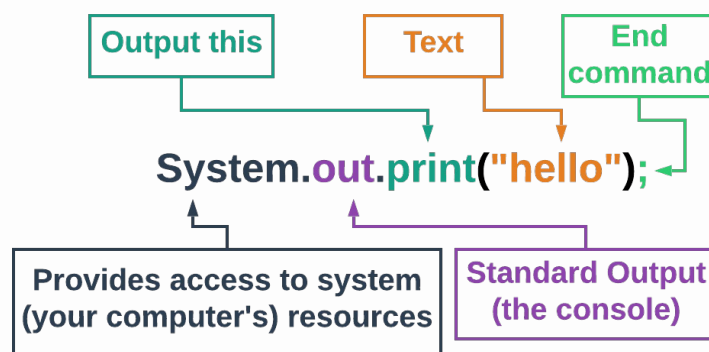 Output this
Text
End
command
System.out.print("hello");
Provides access to system
(your computer's) resources
Standard Output
(the console)